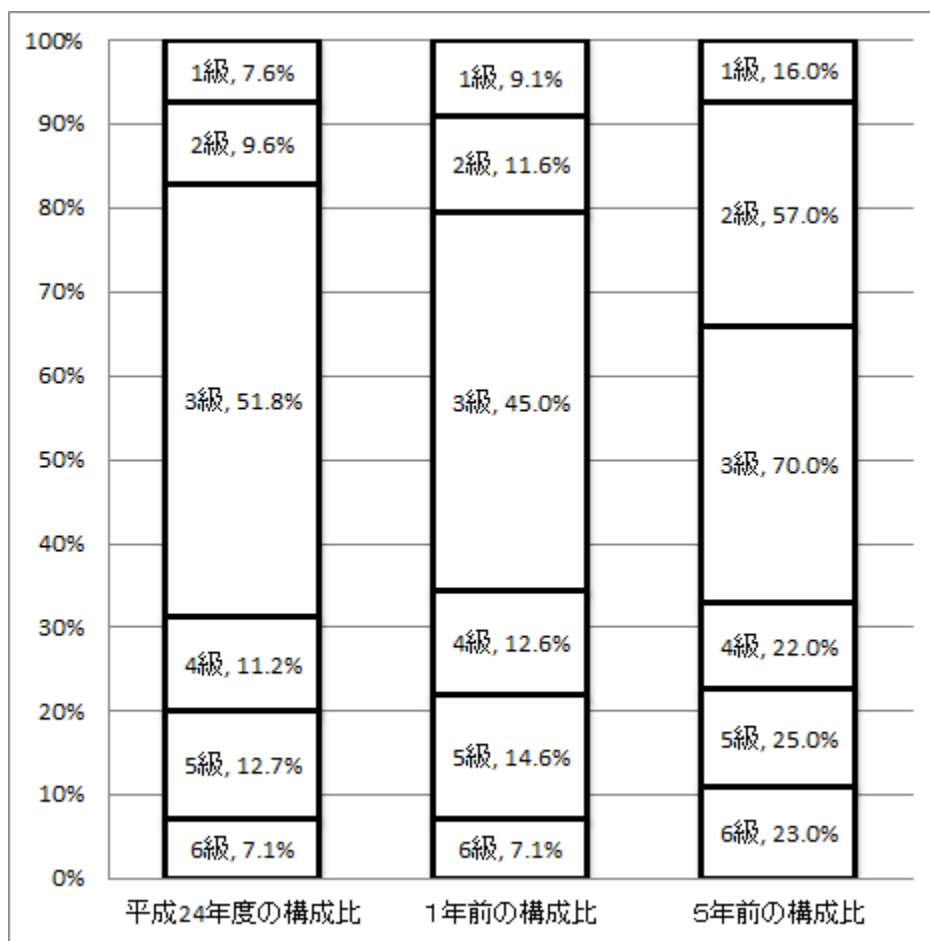 100%
90%
80%
70%
60%
50%
40%
30%
20%
10%
0%
1級, 7.6%
2級, 9.6%
3級, 51.8%
4級, 11.2%
5級, 12.7%
6級, 7.1%
1級, 9.1%
2級, 11.6%
3級, 45.0%
4級, 12.6%
5級, 14.6%
6級, 7.1%
1級, 16.0%
2級, 57.0%
3級, 70.0%
4級, 22.0%
5級, 25.0%
6級, 23.0%
平成24年度の構成比
1年前の構成比
5年前の構成比